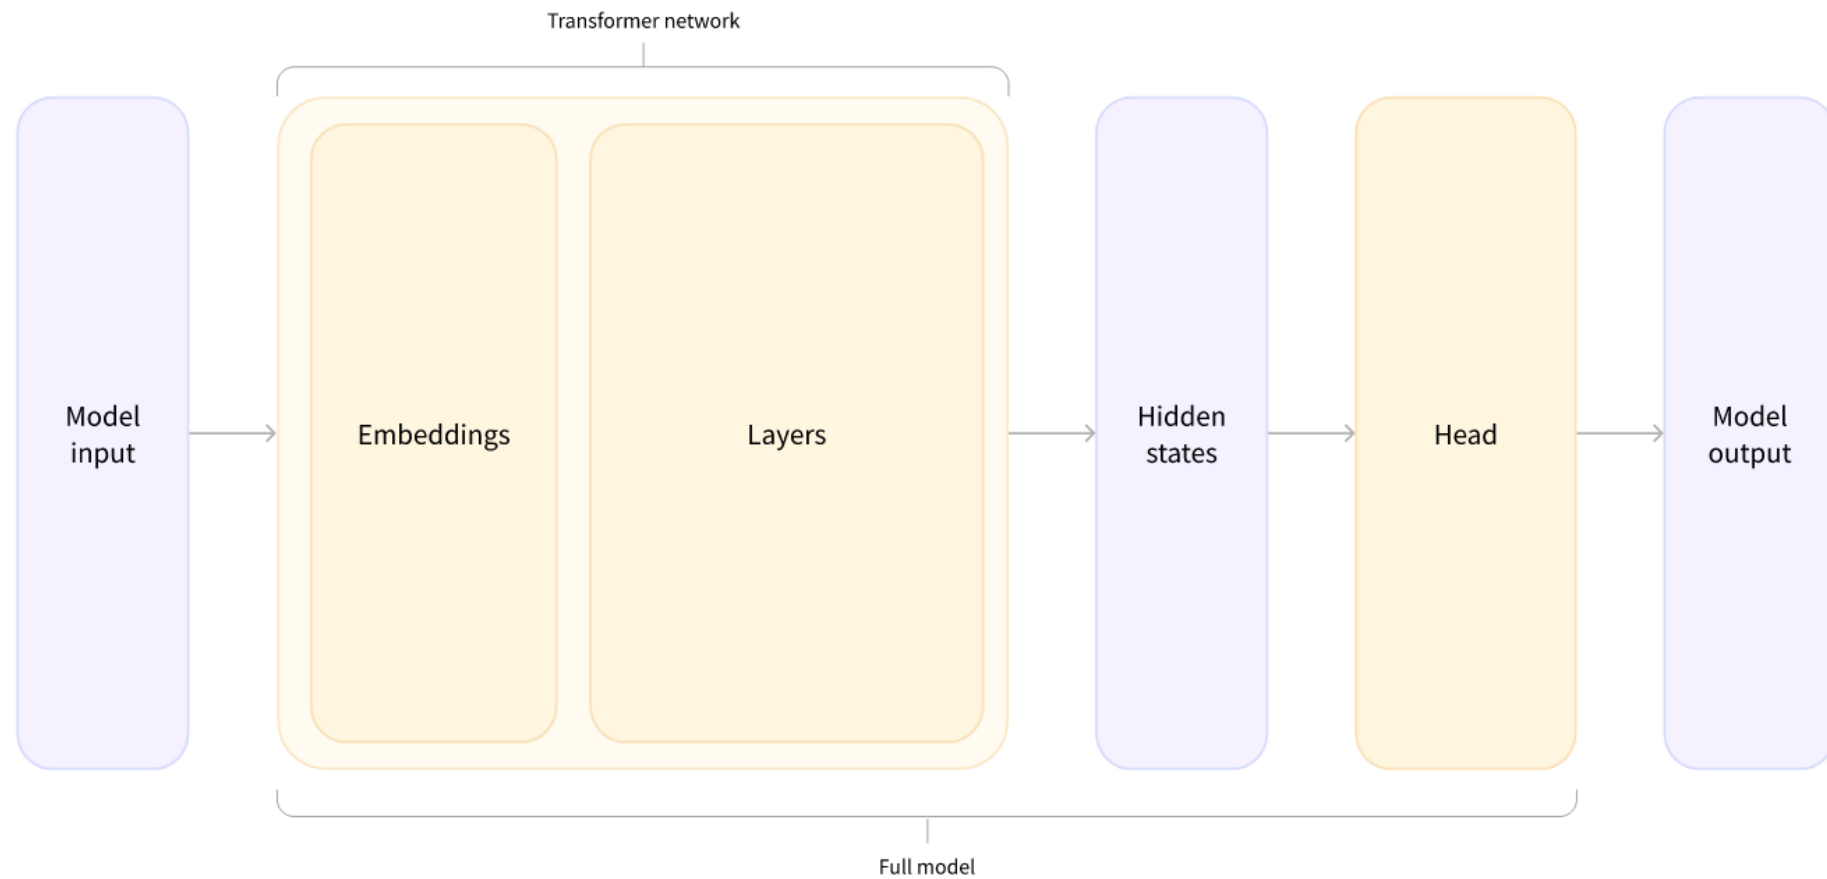 Transformer network
Model
input
Embeddings
Layers
Hidden
states
Head
Model
output
Full model